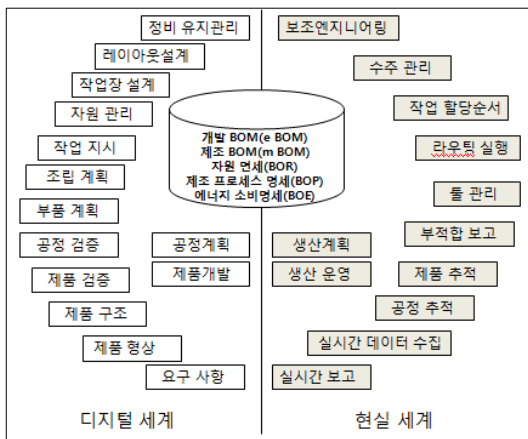 정비 유지관리
레이아웃설계
작업장 설계
자원 관리
작업 지시
조립 계획
부품 계획
공정 검증
제품 검증
제품 구조
제품 형상
요구 사항
공정계획
제품개발
개발 BOM(e BOM)
제조 BOM(m BOM)
자원 면세(BOR)
제조 프로세스 명세(BOP)
에너지 소비명세(BOE)
보조엔지니어링
수주 관리
작업 할당순서
라우팅 실행
툴 관리
부적합 보고
생산계획
생산 운영
제품 추적
공정 추적
실시간 데이터 수집
실시간 보고
디지털 세계
현실 세계